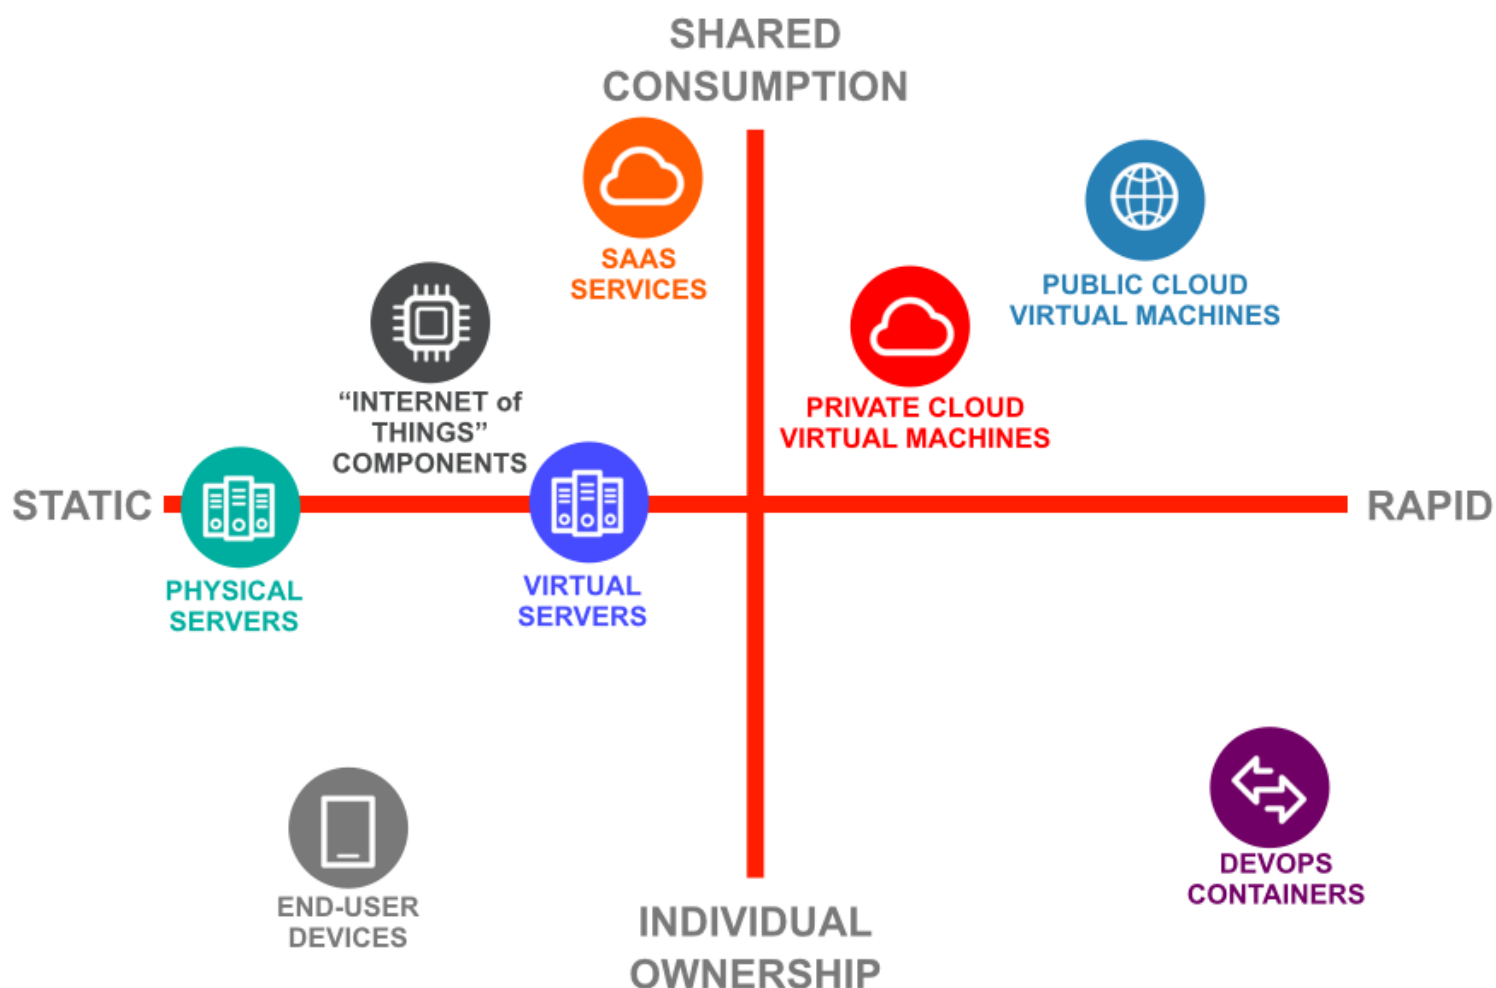 SHARED
CONSUMPTION
SAAS
SERVICES
PUBLIC CLOUD
VIRTUAL MACHINES
“INTERNET of
THINGS”
COMPONENTS
PRIVATE CLOUD
VIRTUAL MACHINES
STATIC
RAPID
PHYSICAL
SERVERS
VIRTUAL
SERVERS
END-USER
DEVICES
DEVOPS
CONTAINERS
INDIVIDUAL
OWNERSHIP